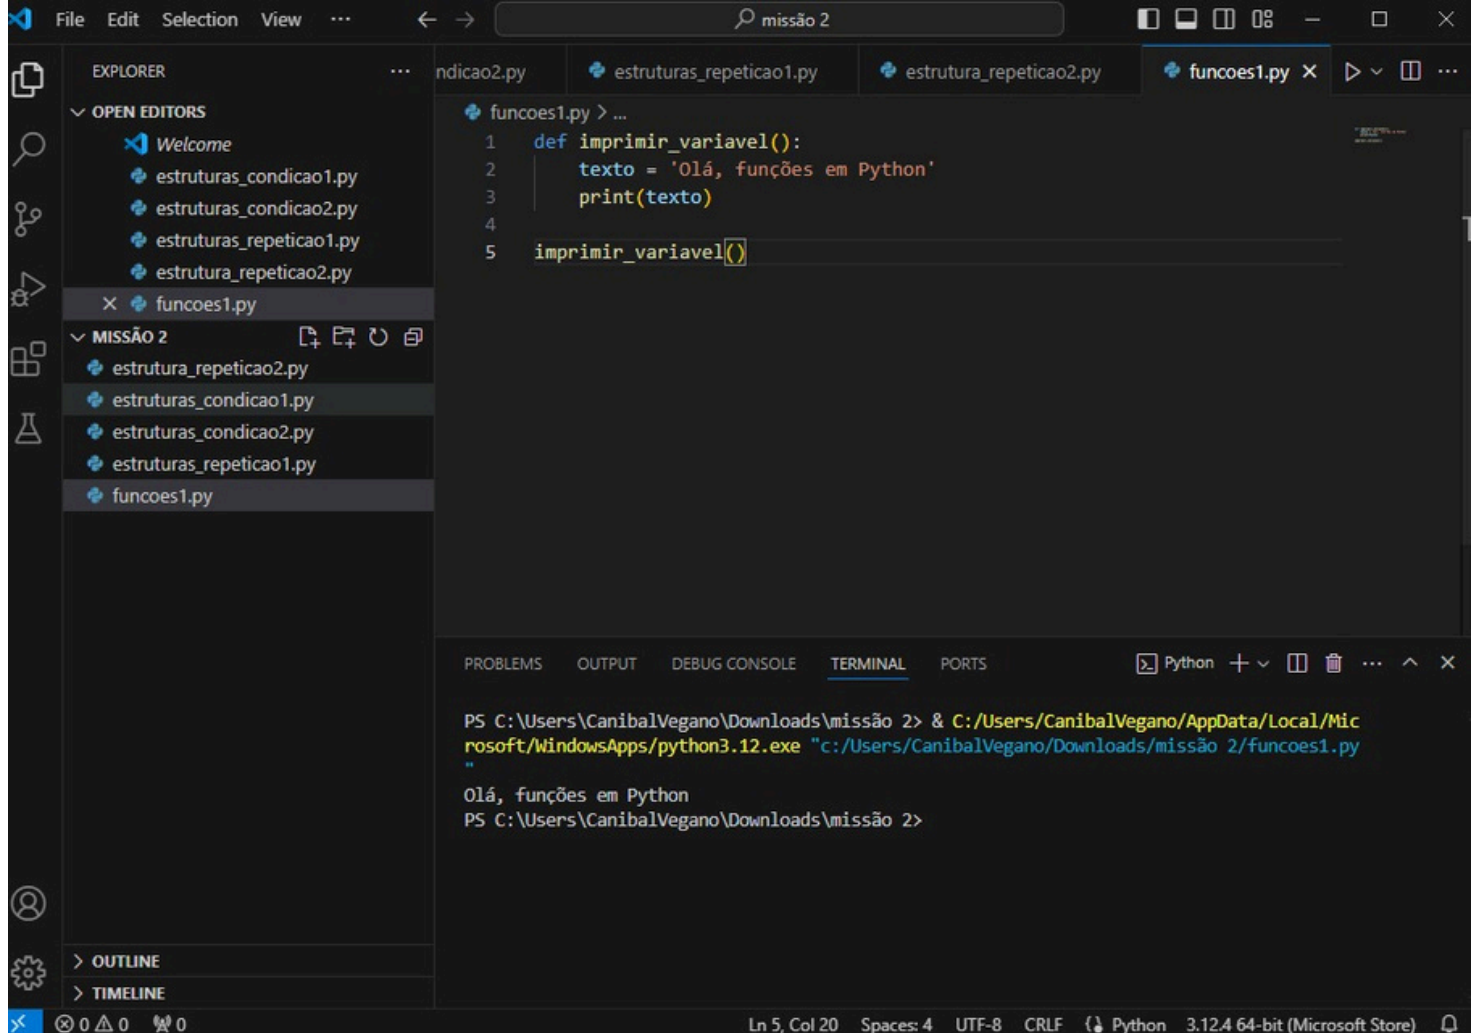 File Edit Selection View ··· missão 2
EXPLORER ···
OPEN EDITORS
Welcome
estruturas_condicao1.py
estruturas_condicao2.py
estruturas_repeticao1.py
estrutura_repeticao2.py
funcoes1.py
MISSÃO 2
estrutura_repeticao2.py
estruturas_condicao1.py
estruturas_condicao2.py
estruturas_repeticao1.py
funcoes1.py
OUTLINE
TIMELINE
ndicao2.py estruturas_repeticao1.py estrutura_repeticao2.py funcoes1.py
funcoes1.py > ...
1 def imprimir_variavel():
2 texto = 'Olá, funções em Python'
3 print(texto)
4
5 imprimir_variavel()
PROBLEMS OUTPUT DEBUG CONSOLE TERMINAL PORTS Python
PS C:\Users\CanibalVegano\Downloads\missão 2> & C:/Users/CanibalVegano/AppData/Local/Mic
rosoft/WindowsApps/python3.12.exe "c:/Users/CanibalVegano/Downloads/missão 2/funcoes1.py
"
Olá, funções em Python
PS C:\Users\CanibalVegano\Downloads\missão 2>
0 0 0 Ln 5, Col 20 Spaces: 4 UTF-8 CRLF Python 3.12.4 64-bit (Microsoft Store)